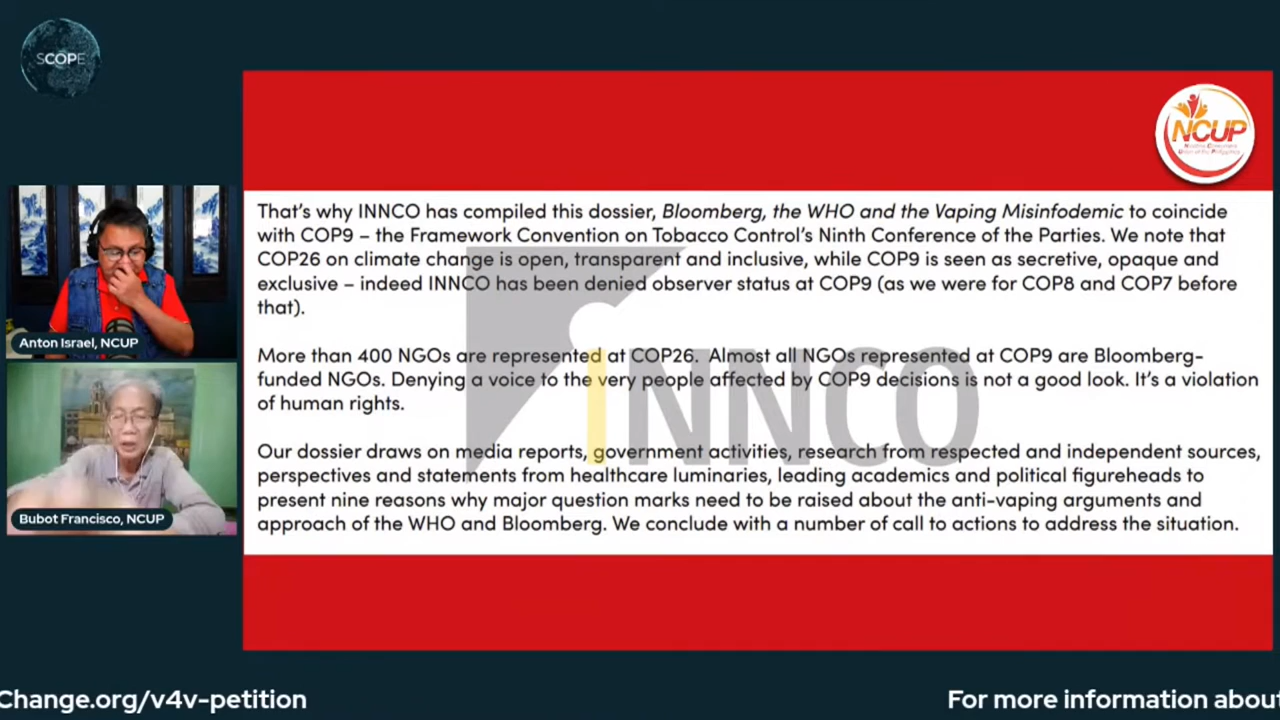 SCOPE
NCUP
Nicotine Consumers
Union of the Philippines
That's why INNCO has compiled this dossier, Bloomberg, the WHO and the Vaping Misinfodemic to coincide
with COP9 – the Framework Convention on Tobacco Control's Ninth Conference of the Parties. We note that
COP26 on climate change is open, transparent and inclusive, while COP9 is seen as secretive, opaque and
exclusive – indeed INNCO has been denied observer status at COP9 (as we were for COP8 and COP7 before
that).
More than 400 NGOs are represented at COP26. Almost all NGOs represented at COP9 are Bloomberg-
funded NGOs. Denying a voice to the very people affected by COP9 decisions is not a good look. It's a violation
of human rights.
Our dossier draws on media reports, government activities, research from respected and independent sources,
perspectives and statements from healthcare luminaries, leading academics and political figureheads to
present nine reasons why major question marks need to be raised about the anti-vaping arguments and
approach of the WHO and Bloomberg. We conclude with a number of call to actions to address the situation.
iNNCO
Anton Israel, NCUP
Bubot Francisco, NCUP
Change.org/v4v-petition
For more information about